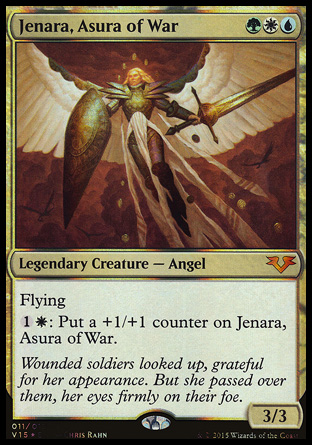 Jenara, Asura of War
Legendary Creature — Angel
Flying
1 : Put a +1/+1 counter on Jenara,
Asura of War.
Wounded soldiers looked up, grateful
for her appearance. But she passed over
them, her eyes firmly on their foe.
3/3
011/0
V15
CHRIS RAHN
2015 Wizards of the Coast